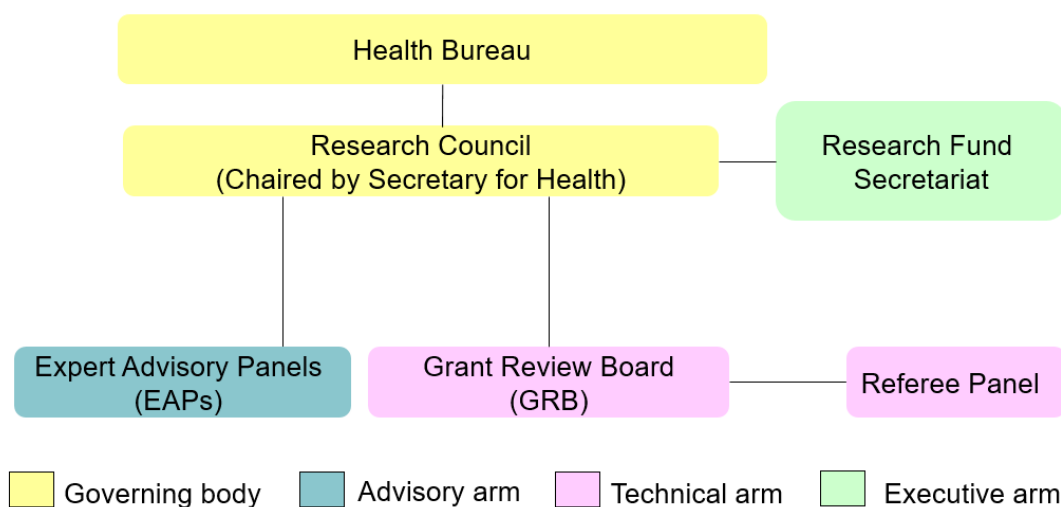 Health Bureau
Research Council
(Chaired by Secretary for Health)
Research Fund
Secretariat
Expert Advisory Panels
(EAPs)
Grant Review Board
(GRB)
Referee Panel
Governing body
Advisory arm
Technical arm
Executive arm